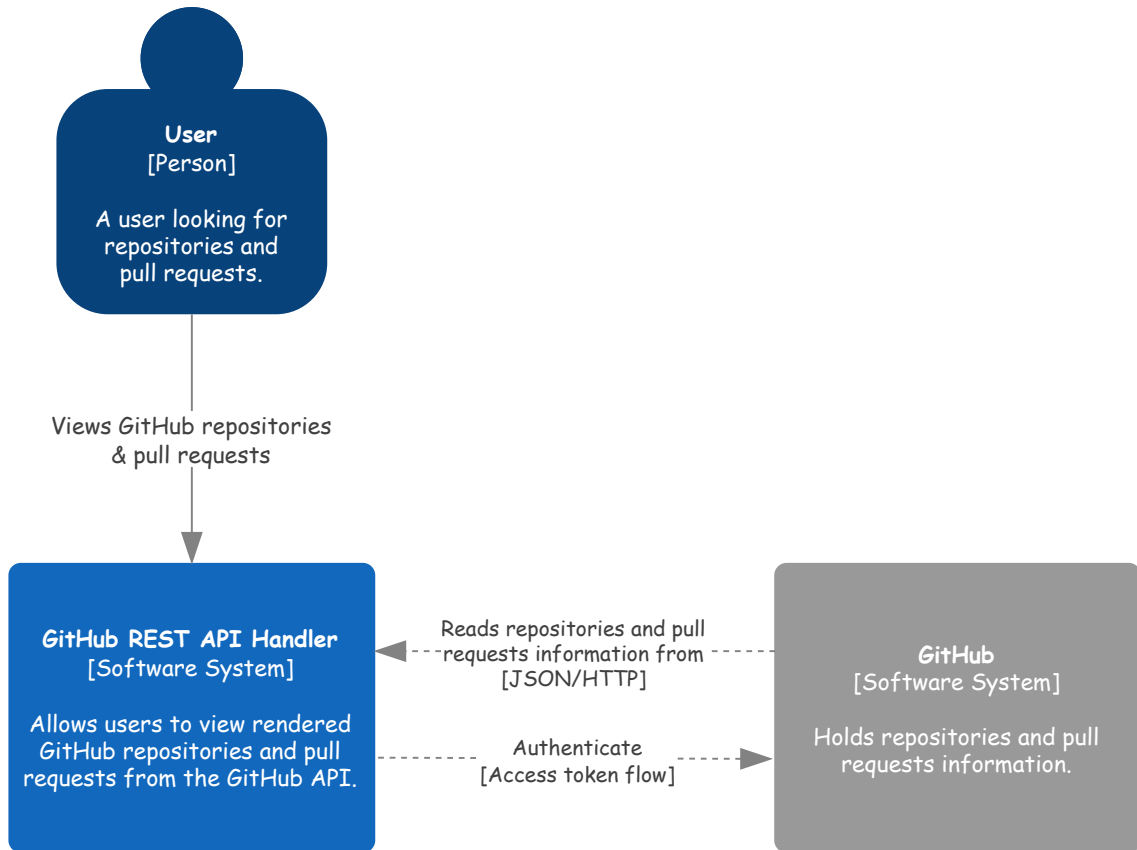 User
[Person]
A user looking for
repositories and
pull requests.
Views GitHub repositories
& pull requests
GitHub REST API Handler
[Software System]
Allows users to view rendered
GitHub repositories and pull
requests from the GitHub API.
Reads repositories and pull
requests information from
[JSON/HTTP]
Authenticate
[Access token flow]
GitHub
[Software System]
Holds repositories and pull
requests information.